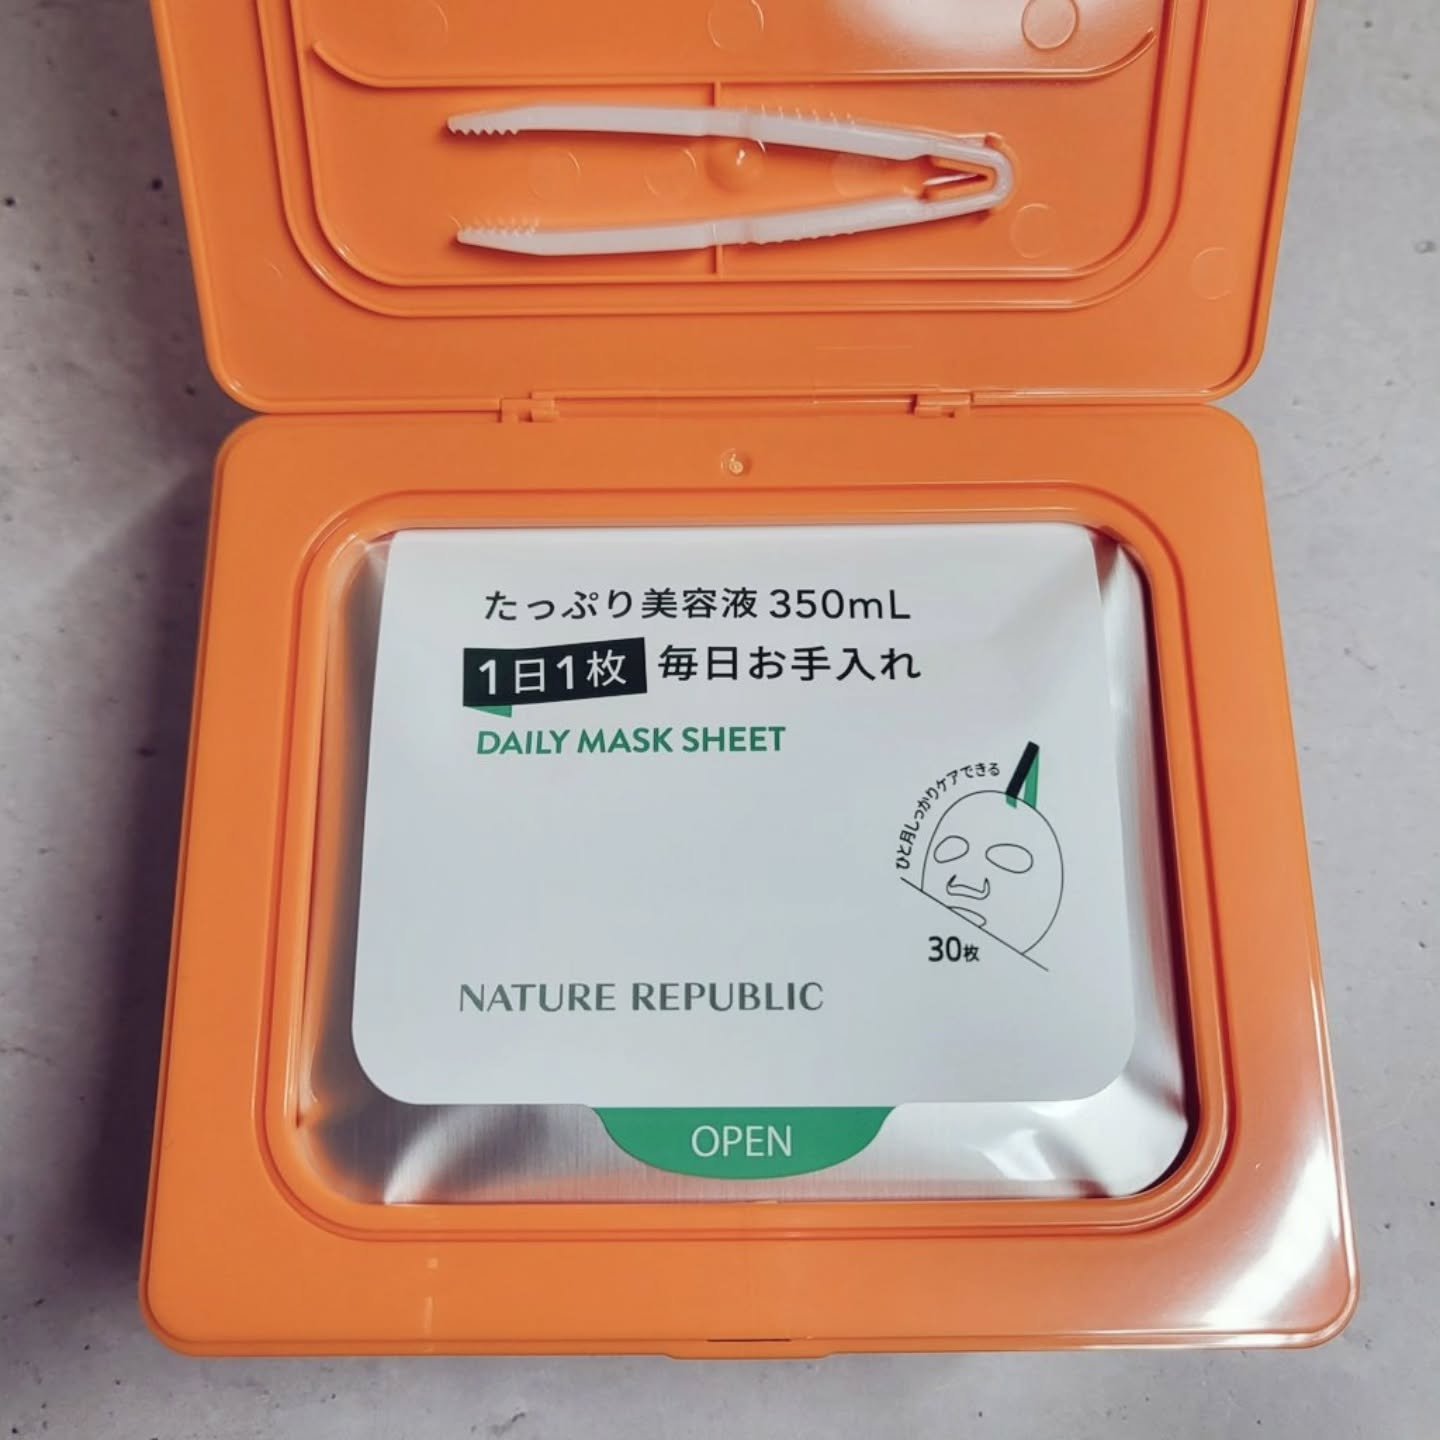 たっぷり美容液 350mL
1日1枚 毎日お手入れ
DAILY MASK SHEET
ひと月しっかりケアできる
30枚
NATURE REPUBLIC
OPEN